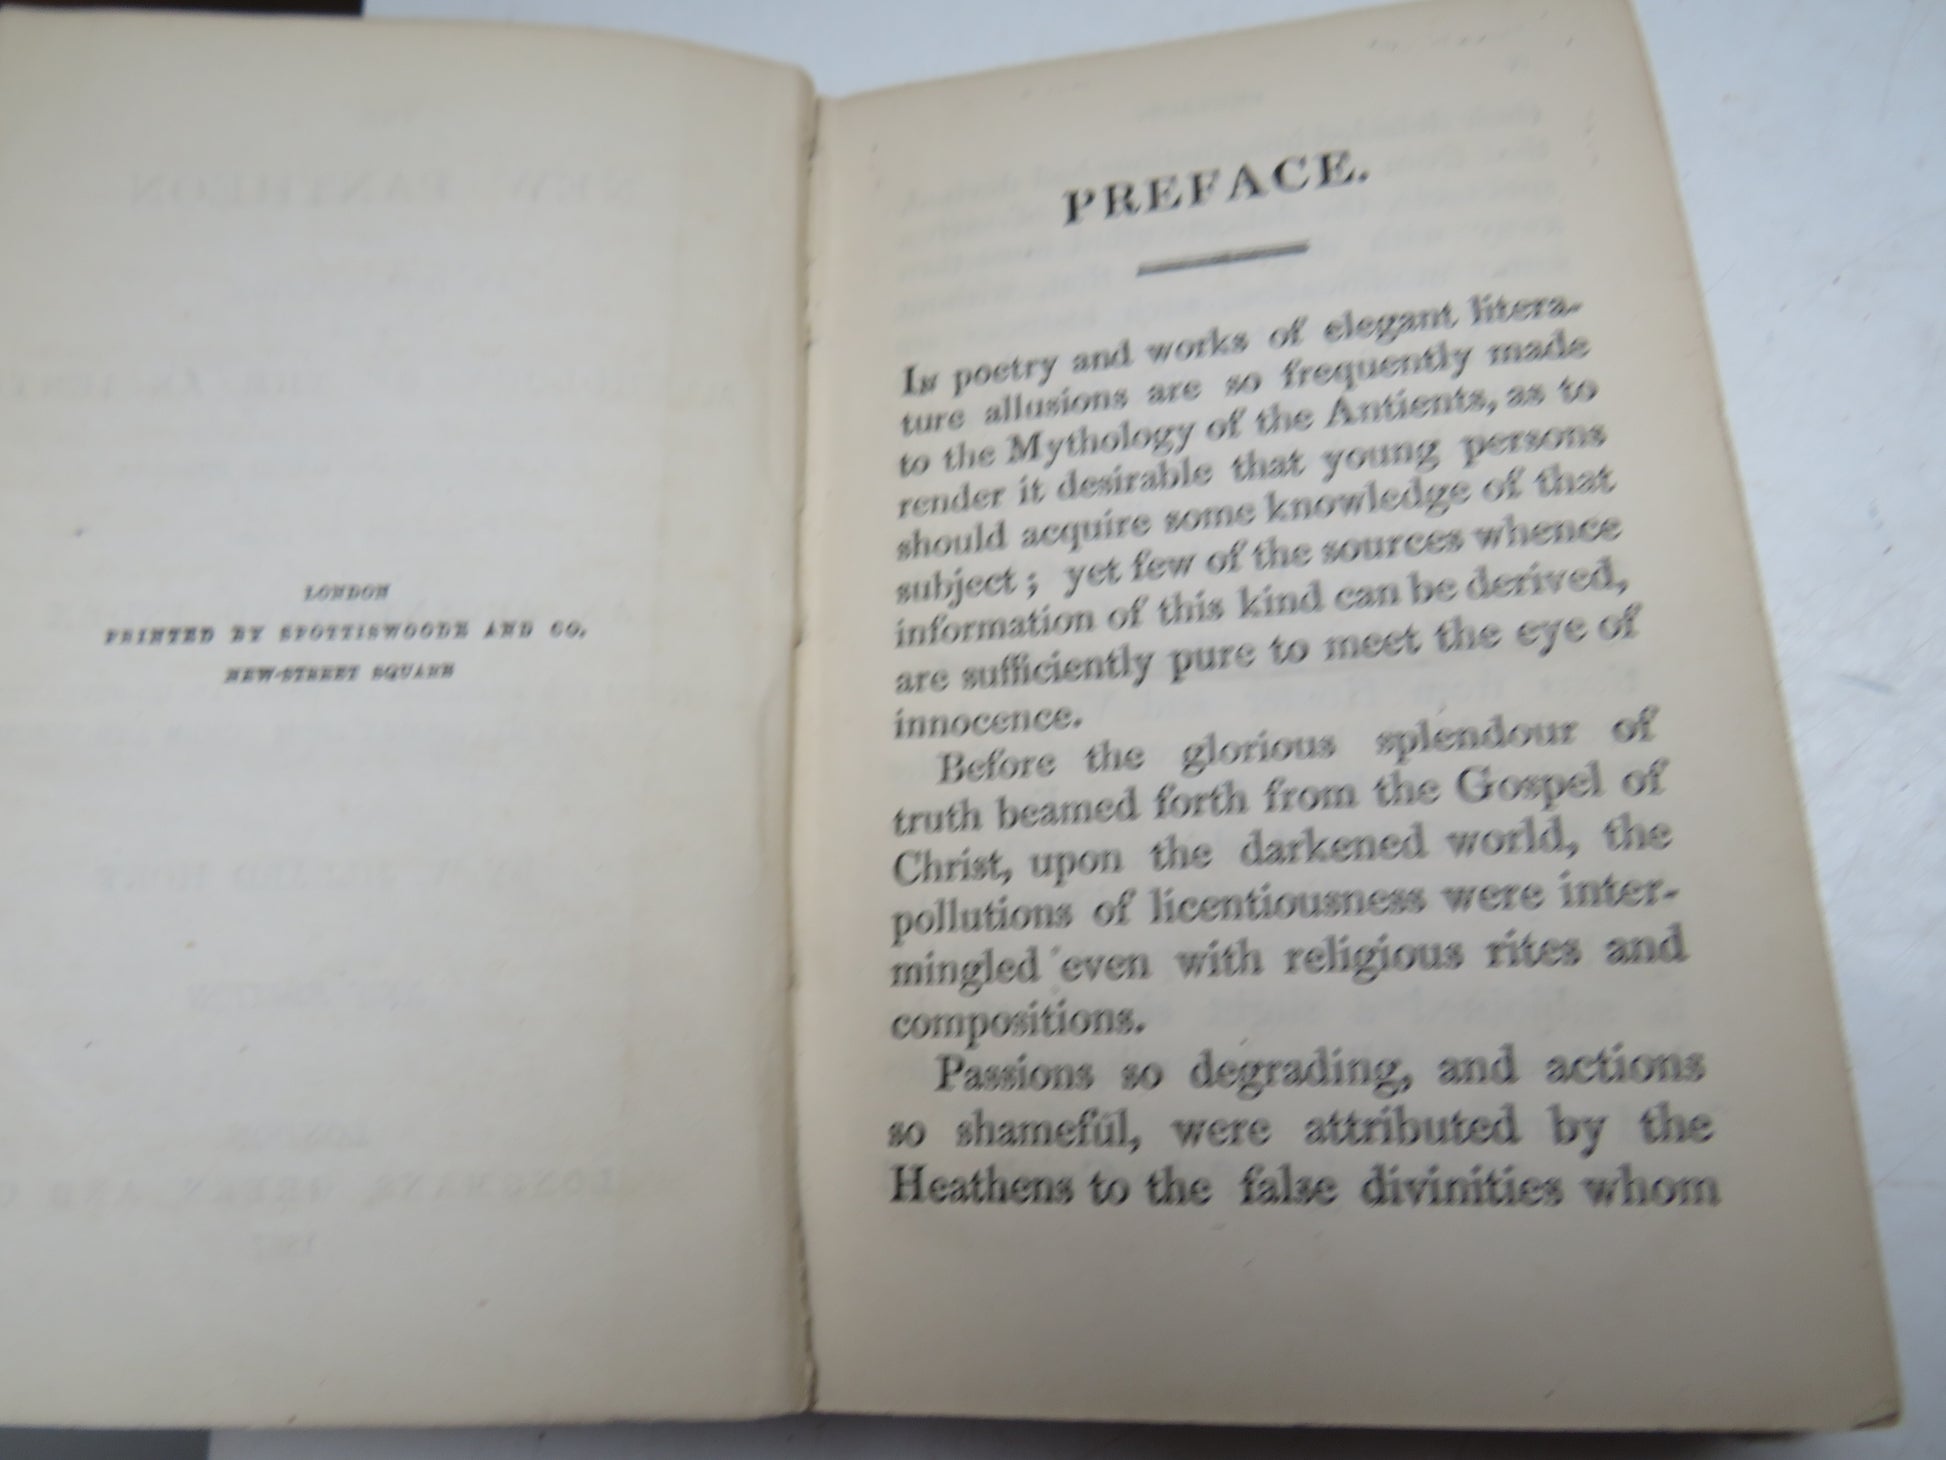 LONDON
PRINTED BY SPOTTISWOODE AND CO.
NEW-STREET SQUARE
PREFACE.
In poetry and works of elegant litera-
ture allusions are so frequently made
to the Mythology of the Antients, as to
render it desirable that young persons
should acquire some knowledge of that
subject; yet few of the sources whence
information of this kind can be derived,
are sufficiently pure to meet the eye of
innocence.
Before the glorious splendour of
truth beamed forth from the Gospel of
Christ, upon the darkened world, the
pollutions of licentiousness were inter-
mingled even with religious rites and
compositions.
Passions so degrading, and actions
so shameful, were attributed by the
Heathens to the false divinities whom